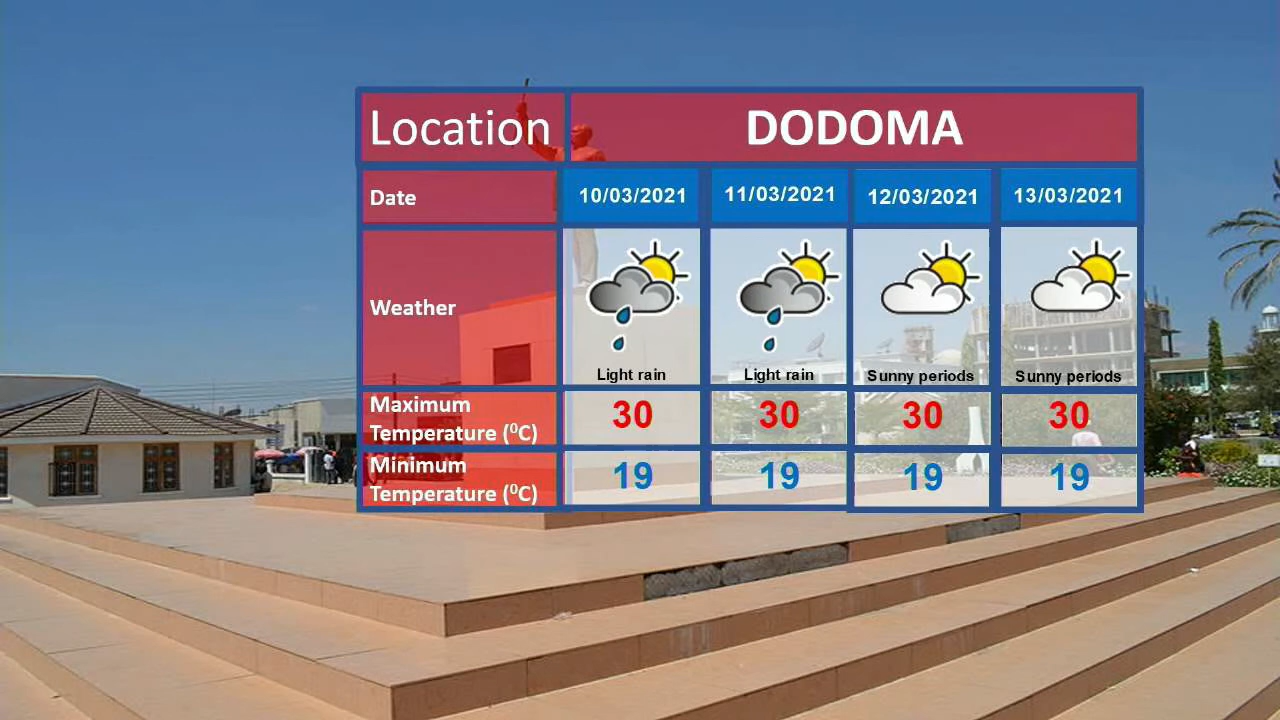 Location DODOMA
Date 10/03/2021 11/03/2021 12/03/2021 13/03/2021
Weather Light rain Light rain Sunny periods Sunny periods
Maximum
Temperature (⁰C) 30 30 30 30
Minimum
Temperature (⁰C) 19 19 19 19